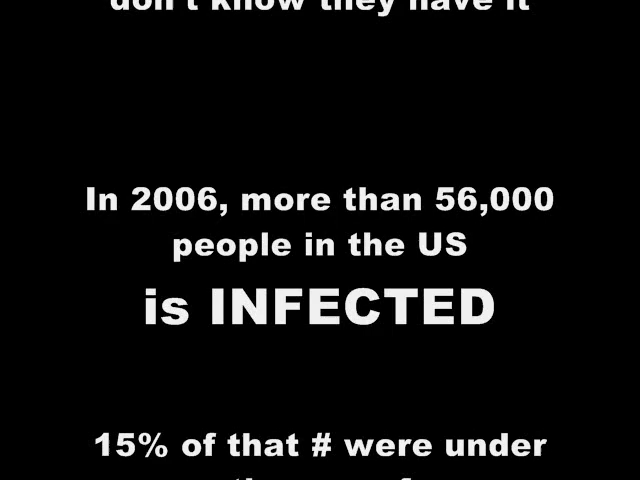 don't know they have it
In 2006, more than 56,000
people in the US
is INFECTED
15% of that # were under